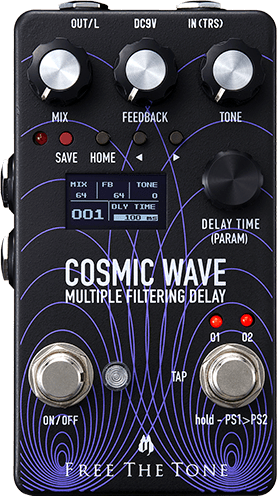 OUT/L DC9V IN (TRS)
MIX FEEDBACK TONE
SAVE HOME ◀ ▶
MIX FB TONE
64 64 0
001 DLY TIME
100 ms
DELAY TIME
(PARAM)
COSMIC WAVE
MULTIPLE FILTERING DELAY
01 02
TAP
ON/OFF hold – PS1>PS2
FREE THE TONE